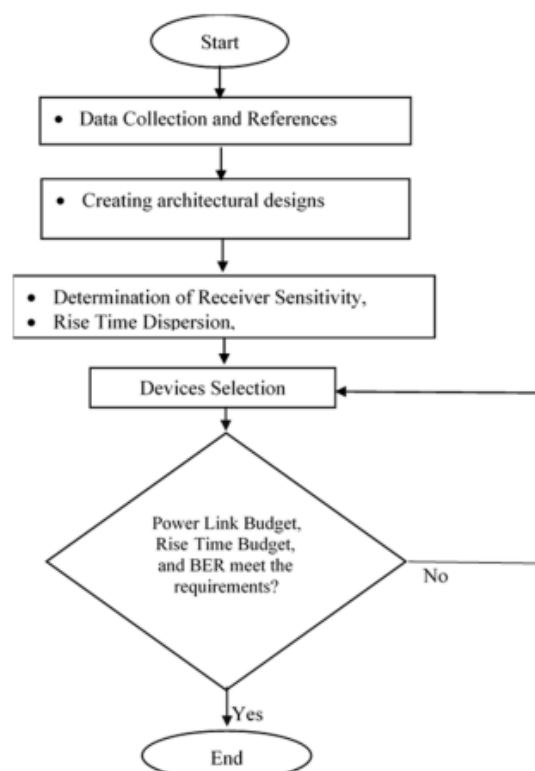 Start
• Data Collection and References
• Creating architectural designs
• Determination of Receiver Sensitivity,
• Rise Time Dispersion,
Devices Selection
Power Link Budget,
Rise Time Budget,
and BER meet the
requirements?
No
Yes
End